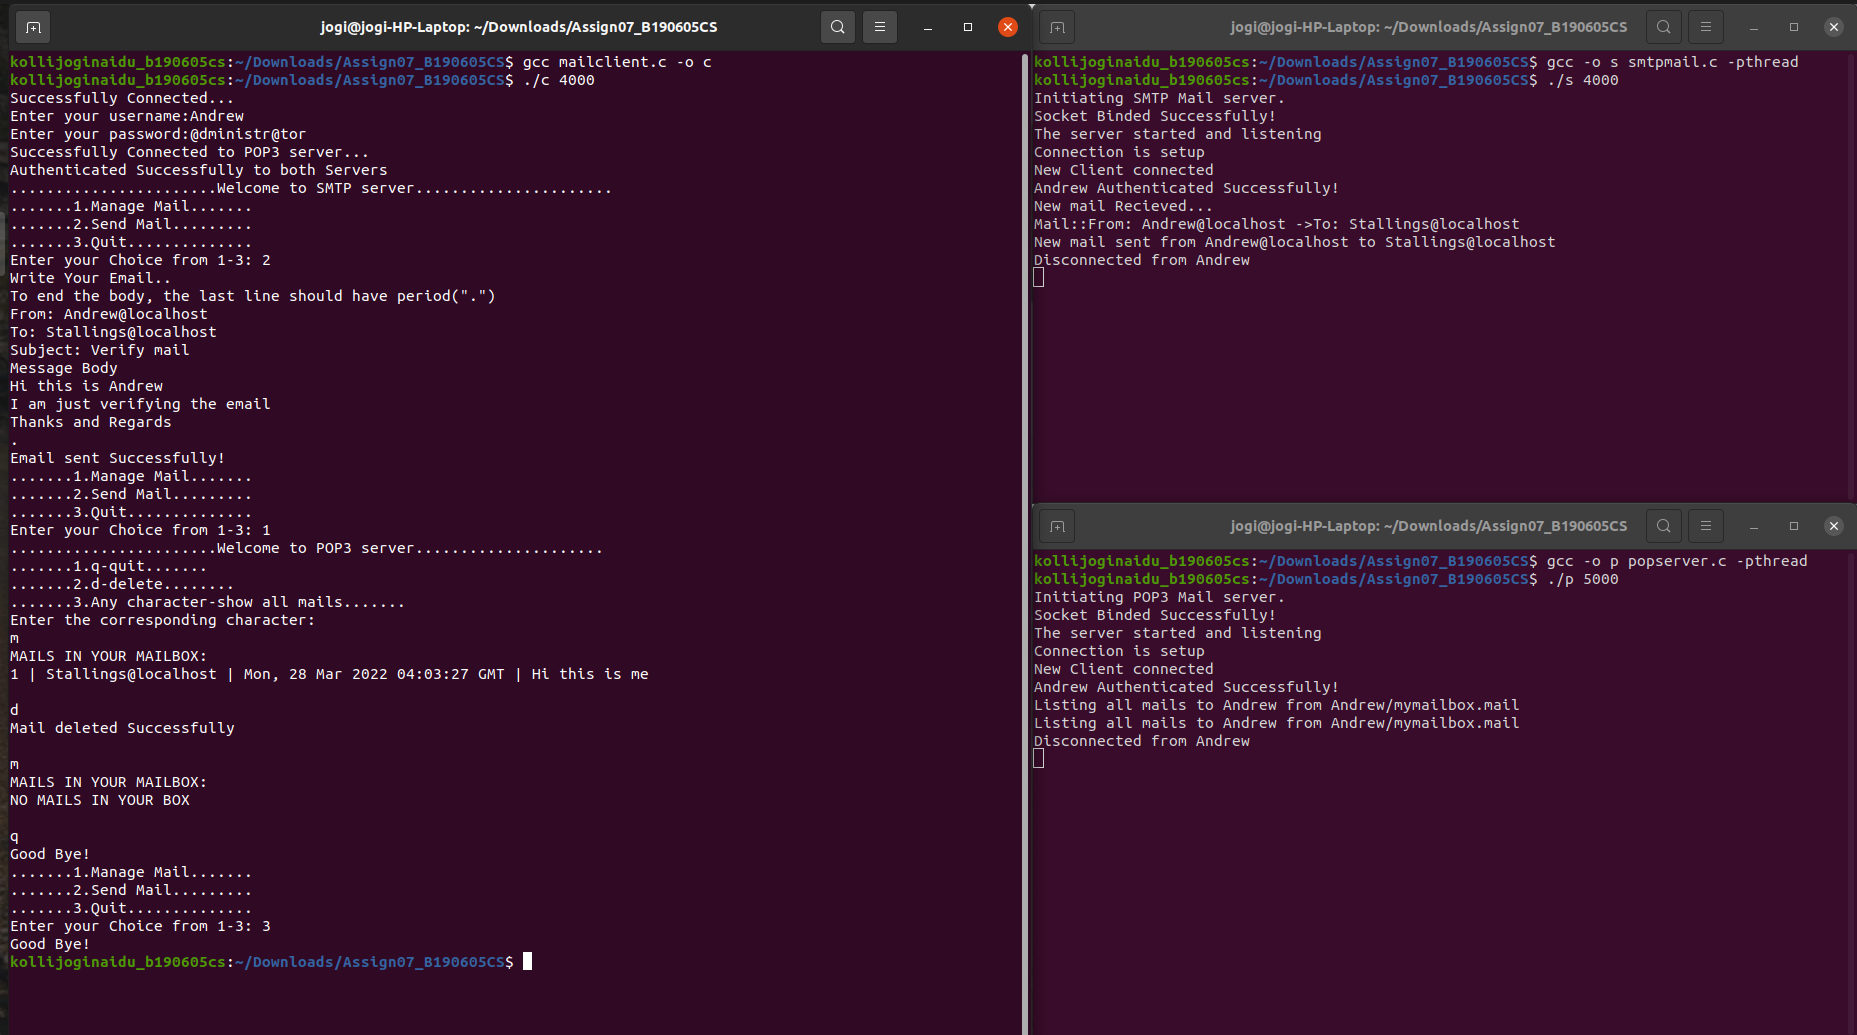 jogi@jogi-HP-Laptop: ~/Downloads/Assign07_B190605CS
kollijoginaidu_b190605cs:~/Downloads/Assign07_B190605CS$ gcc mailclient.c -o c
kollijoginaidu_b190605cs:~/Downloads/Assign07_B190605CS$ ./c 4000
Successfully Connected...
Enter your username:Andrew
Enter your password:@dministr@tor
Successfully Connected to POP3 server...
Authenticated Successfully to both Servers
.......................Welcome to SMTP server......................
.......1.Manage Mail.......
.......2.Send Mail.........
.......3.Quit..............
Enter your Choice from 1-3: 2
Write Your Email..
To end the body, the last line should have period(".")
From: Andrew@localhost
To: Stallings@localhost
Subject: Verify mail
Message Body
Hi this is Andrew
I am just verifying the email
Thanks and Regards
.
Email sent Successfully!
.......1.Manage Mail.......
.......2.Send Mail.........
.......3.Quit..............
Enter your Choice from 1-3: 1
.......................Welcome to POP3 server.....................
.......1.q-quit.......
.......2.d-delete........
.......3.Any character-show all mails.......
Enter the corresponding character:
m
MAILS IN YOUR MAILBOX:
1 | Stallings@localhost | Mon, 28 Mar 2022 04:03:27 GMT | Hi this is me
d
Mail deleted Successfully
m
MAILS IN YOUR MAILBOX:
NO MAILS IN YOUR BOX
q
Good Bye!
.......1.Manage Mail.......
.......2.Send Mail.........
.......3.Quit..............
Enter your Choice from 1-3: 3
Good Bye!
kollijoginaidu_b190605cs:~/Downloads/Assign07_B190605CS$
jogi@jogi-HP-Laptop: ~/Downloads/Assign07_B190605CS
kollijoginaidu_b190605cs:~/Downloads/Assign07_B190605CS$ gcc -o s smtpmail.c -pthread
kollijoginaidu_b190605cs:~/Downloads/Assign07_B190605CS$ ./s 4000
Initiating SMTP Mail server.
Socket Binded Successfully!
The server started and listening
Connection is setup
New Client connected
Andrew Authenticated Successfully!
New mail Recieved...
Mail::From: Andrew@localhost ->To: Stallings@localhost
New mail sent from Andrew@localhost to Stallings@localhost
Disconnected from Andrew
jogi@jogi-HP-Laptop: ~/Downloads/Assign07_B190605CS
kollijoginaidu_b190605cs:~/Downloads/Assign07_B190605CS$ gcc -o p popserver.c -pthread
kollijoginaidu_b190605cs:~/Downloads/Assign07_B190605CS$ ./p 5000
Initiating POP3 Mail server.
Socket Binded Successfully!
The server started and listening
Connection is setup
New Client connected
Andrew Authenticated Successfully!
Listing all mails to Andrew from Andrew/mymailbox.mail
Listing all mails to Andrew from Andrew/mymailbox.mail
Disconnected from Andrew